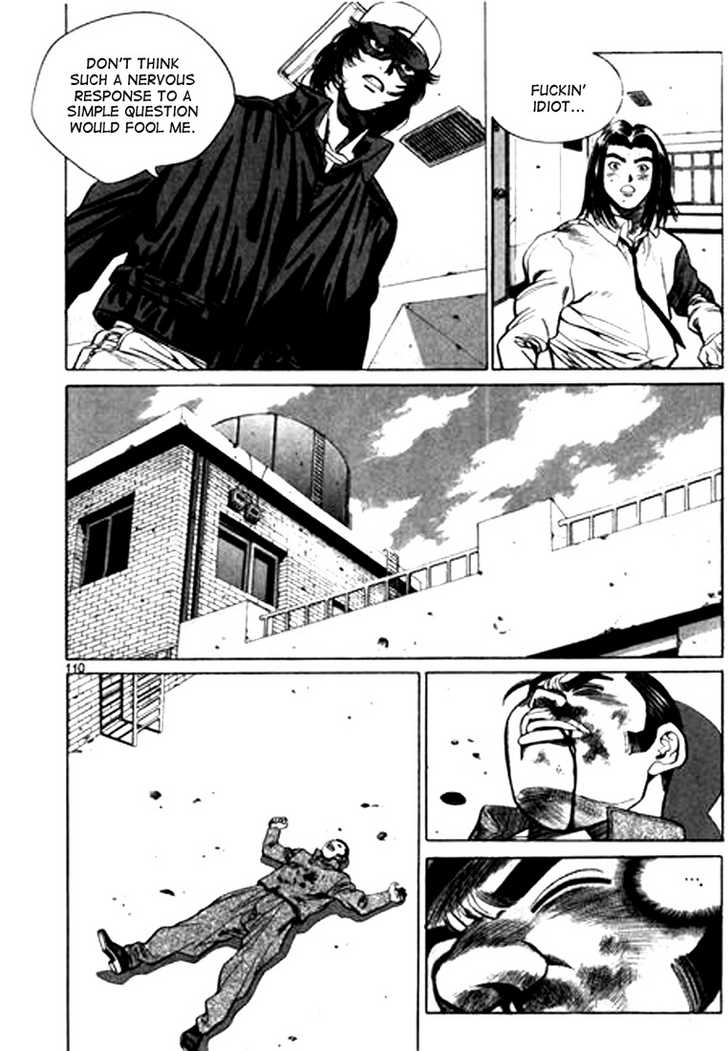 DON'T THINK
SUCH A NERVOUS
RESPONSE TO A
SIMPLE QUESTION
WOULD FOOL ME.
FUCKIN'
IDIOT...
110
...